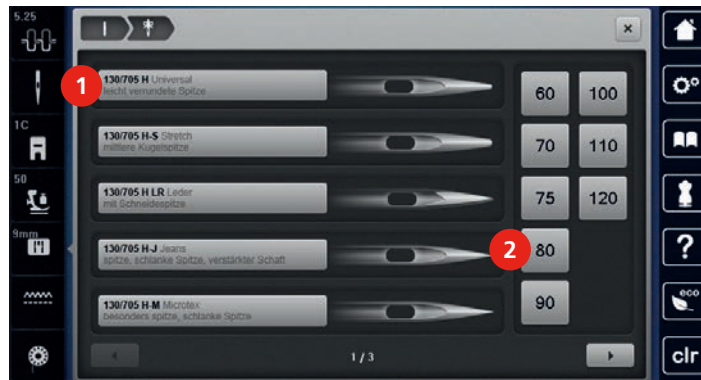 5.25
×
1
130/705 H Universal
leicht verrundete Spitze
60
100
1C
130/705 H-S Stretch
mittlere Kugelspitze
70
110
50
130/705 H LR Leder
mit Schneidespitze
75
120
9mm
130/705 H-J Jeans
spitze, schlanke Spitze, verstärkter Schaft
2
80
?
130/705 H-M Microtex
besonders spitze, schlanke Spitze
90
eco
1 / 3
clr